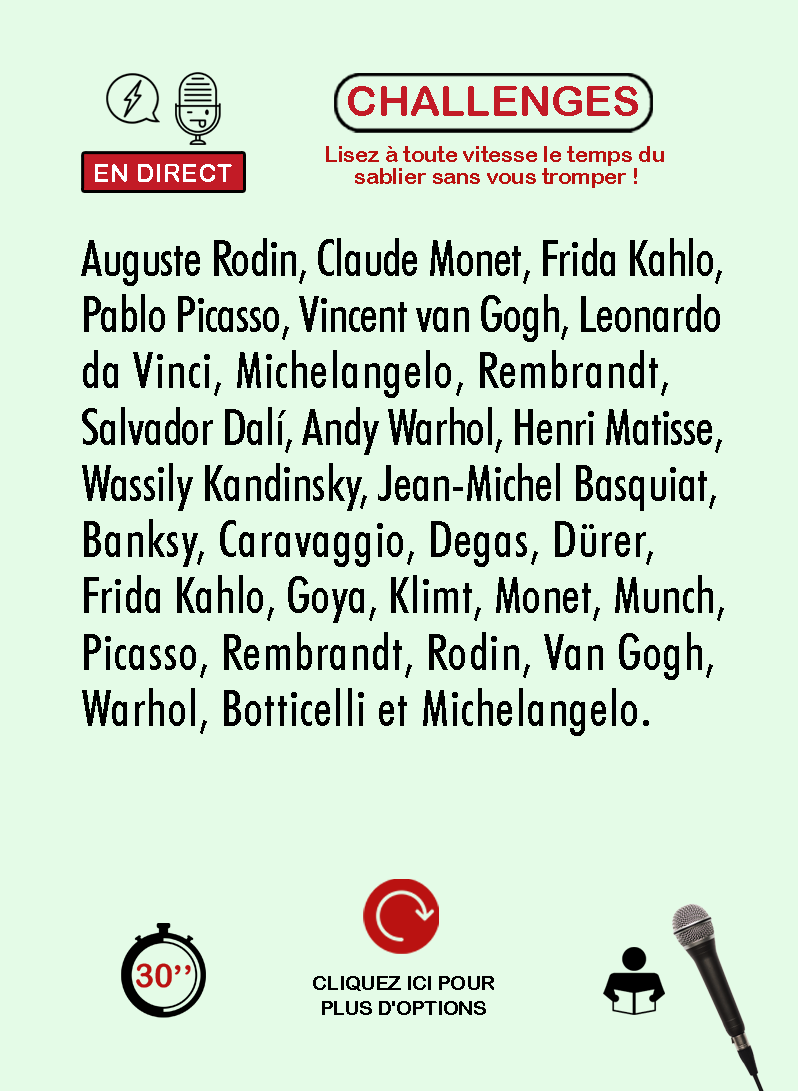 CHALLENGES
EN DIRECT
Lisez à toute vitesse le temps du
sablier sans vous tromper !
Auguste Rodin, Claude Monet, Frida Kahlo,
Pablo Picasso, Vincent van Gogh, Leonardo
da Vinci, Michelangelo, Rembrandt,
Salvador Dalí, Andy Warhol, Henri Matisse,
Wassily Kandinsky, Jean-Michel Basquiat,
Banksy, Caravaggio, Degas, Dürer,
Frida Kahlo, Goya, Klimt, Monet, Munch,
Picasso, Rembrandt, Rodin, Van Gogh,
Warhol, Botticelli et Michelangelo.
30’’
CLIQUEZ ICI POUR
PLUS D'OPTIONS